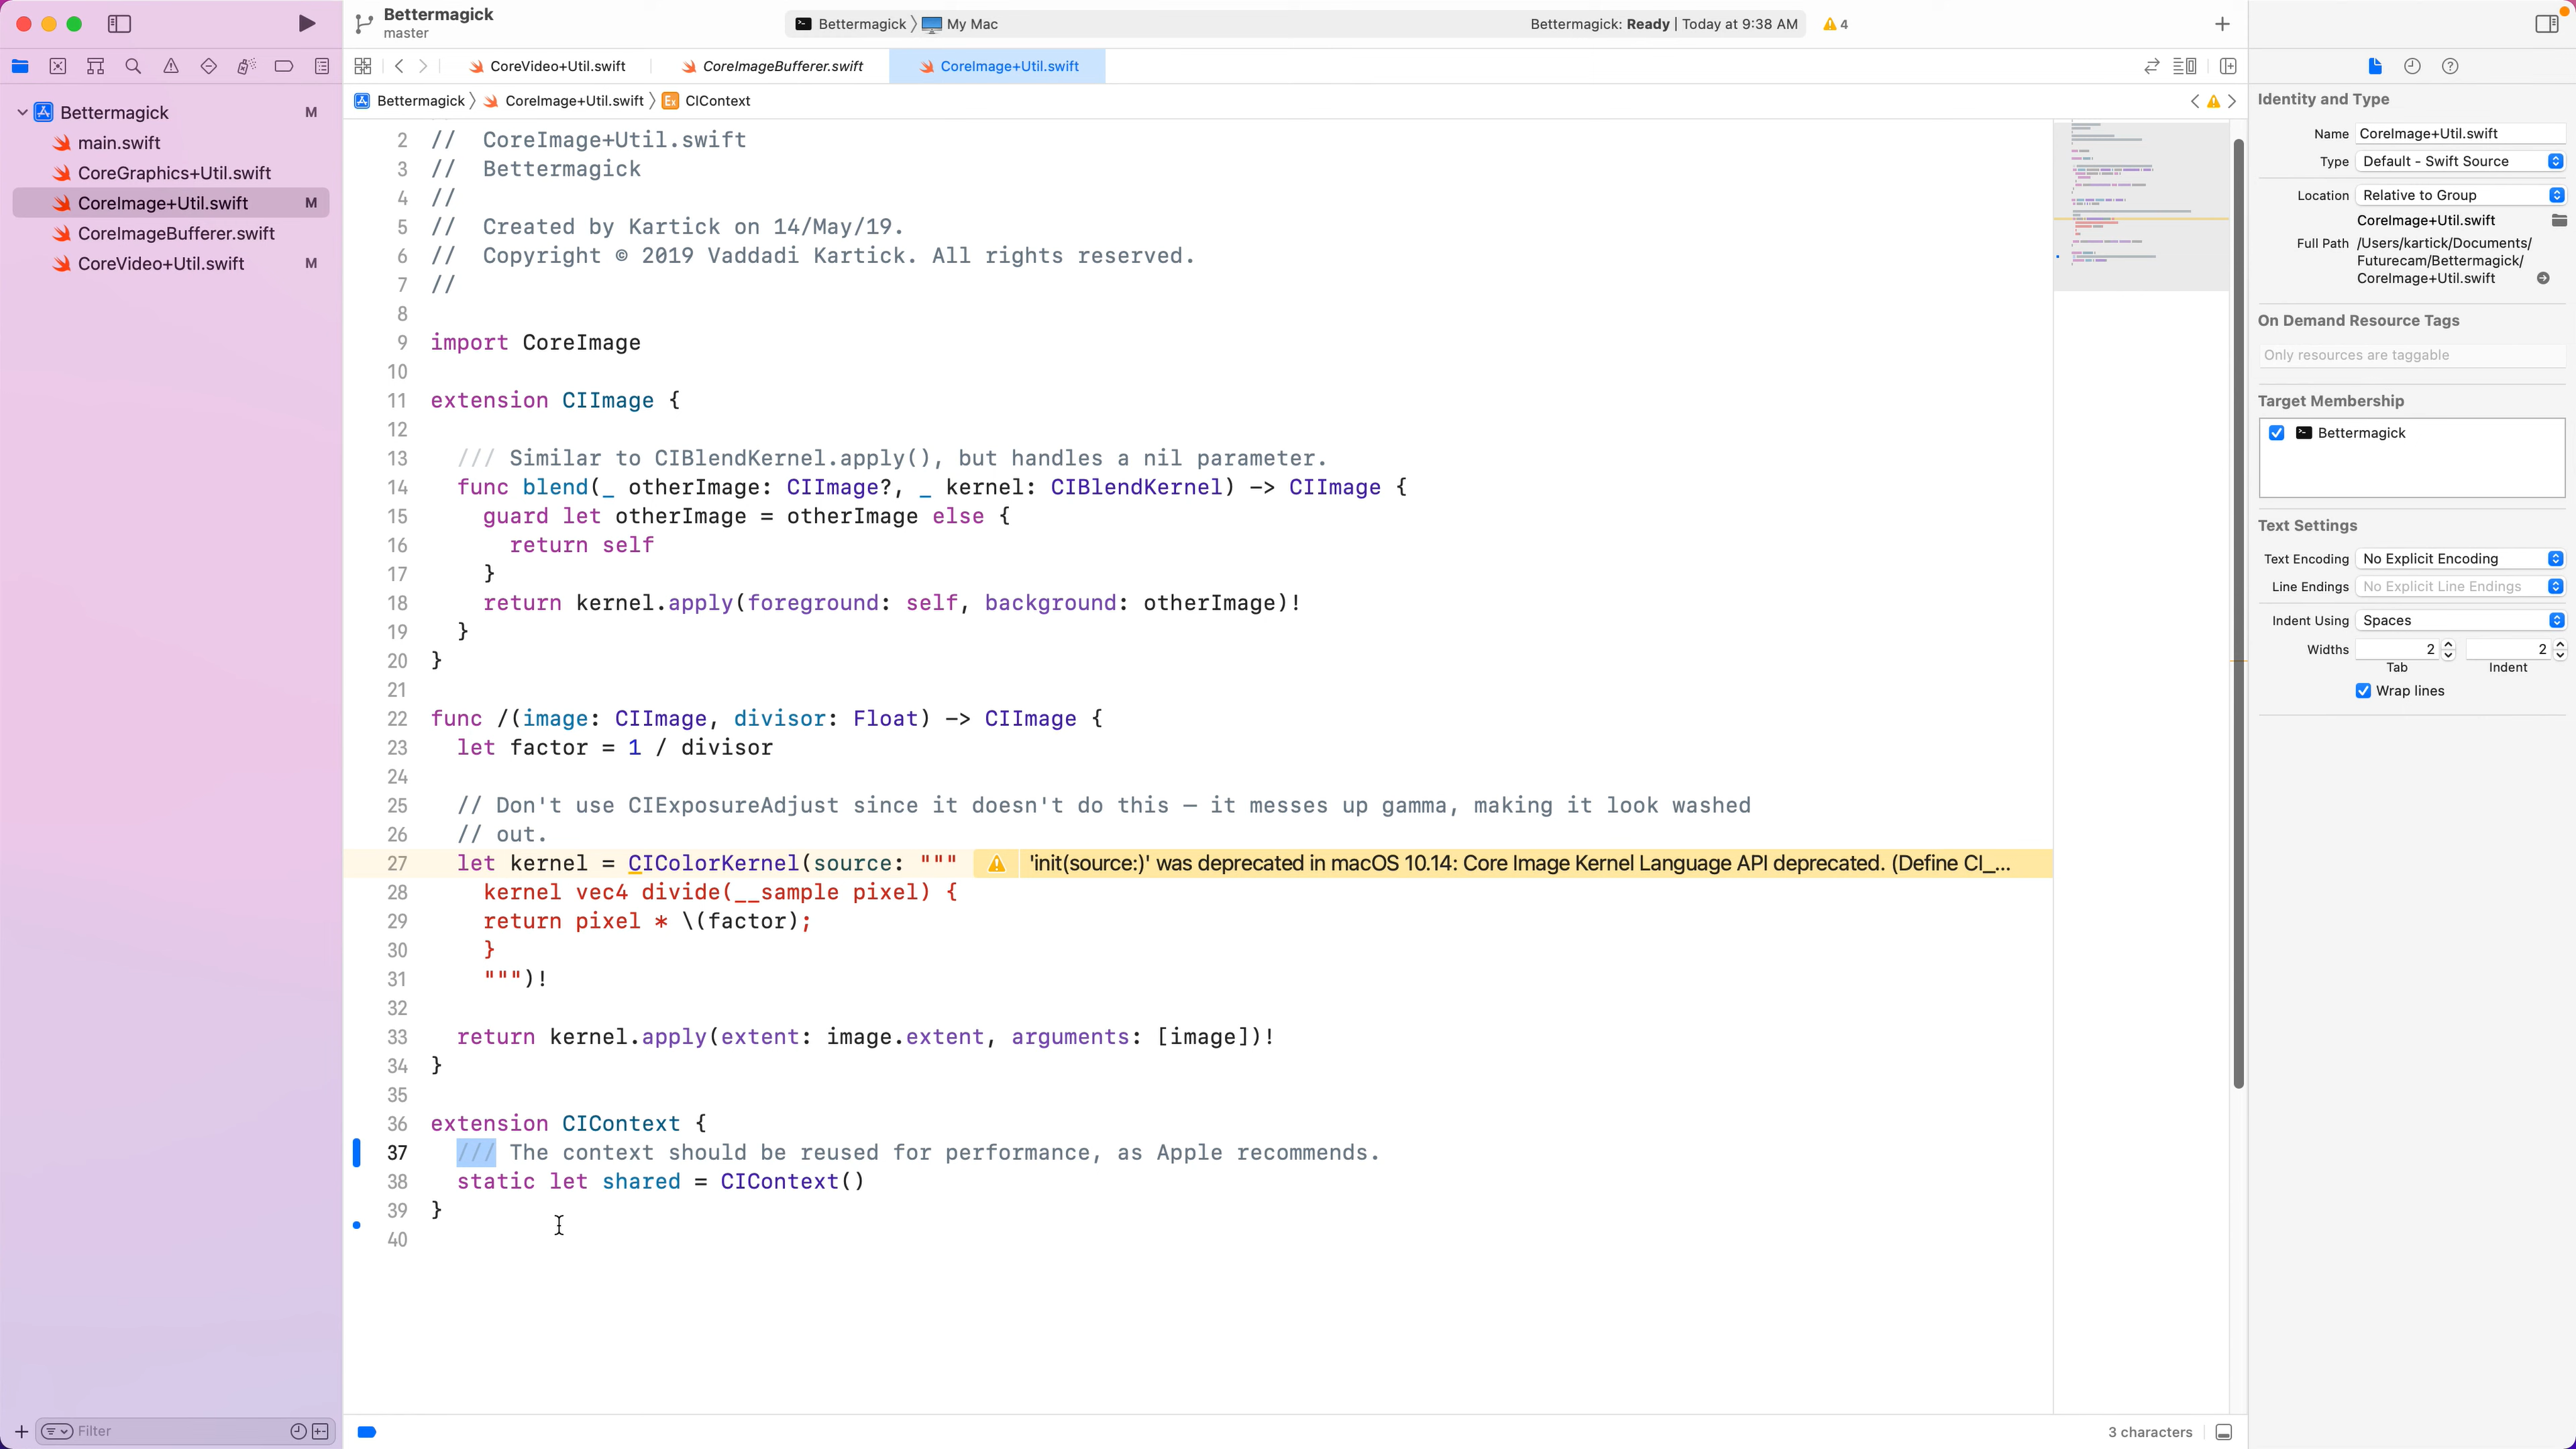 Bettermagick
master
Bettermagick
My Mac
Bettermagick: Ready | Today at 9:38 AM
4
CoreVideo+Util.swift
CoreImageBufferer.swift
CoreImage+Util.swift
Bettermagick
CoreImage+Util.swift
Ex
CIContext
Bettermagick
M
main.swift
CoreGraphics+Util.swift
CoreImage+Util.swift
M
CoreImageBufferer.swift
CoreVideo+Util.swift
M
2 //  CoreImage+Util.swift
3 //  Bettermagick
4 //
5 //  Created by Kartick on 14/May/19.
6 //  Copyright © 2019 Vaddadi Kartick. All rights reserved.
7 //
8
9 import CoreImage
10
11 extension CIImage {
12
13   /// Similar to CIBlendKernel.apply(), but handles a nil parameter.
14   func blend(_ otherImage: CIImage?, _ kernel: CIBlendKernel) -> CIImage {
15     guard let otherImage = otherImage else {
16       return self
17     }
18     return kernel.apply(foreground: self, background: otherImage)!
19   }
20 }
21
22 func /(image: CIImage, divisor: Float) -> CIImage {
23   let factor = 1 / divisor
24
25   // Don't use CIExposureAdjust since it doesn't do this — it messes up gamma, making it look washed
26   // out.
27   let kernel = CIColorKernel(source: """
'init(source:)' was deprecated in macOS 10.14: Core Image Kernel Language API deprecated. (Define CI_...
28     kernel vec4 divide(__sample pixel) {
29     return pixel * \(factor);
30     }
31     """)!
32
33   return kernel.apply(extent: image.extent, arguments: [image])!
34 }
35
36 extension CIContext {
37   /// The context should be reused for performance, as Apple recommends.
38   static let shared = CIContext()
39 }
40
Filter
3 characters
Identity and Type
Name CoreImage+Util.swift
Type Default - Swift Source
Location Relative to Group
CoreImage+Util.swift
Full Path /Users/kartick/Documents/
Futurecam/Bettermagick/
CoreImage+Util.swift
On Demand Resource Tags
Only resources are taggable
Target Membership
Bettermagick
Text Settings
Text Encoding No Explicit Encoding
Line Endings No Explicit Line Endings
Indent Using Spaces
Widths 2 2
Tab Indent
Wrap lines